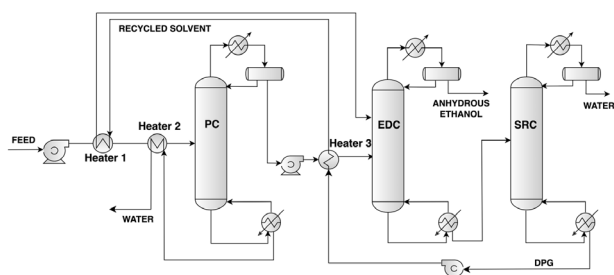 RECYCLED SOLVENT
FEED
Heater 1
Heater 2
PC
WATER
C
C
Heater 3
EDC
ANHYDROUS
ETHANOL
SRC
WATER
C
DPG